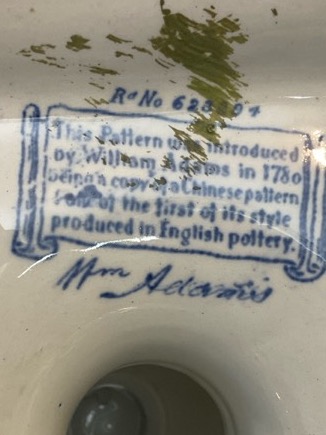 Rd No 623294
This Pattern was introduced
by William Adams in 1780
being a copy of a Chinese pattern
& one of the first of its style
produced in English pottery.
Wm Adams